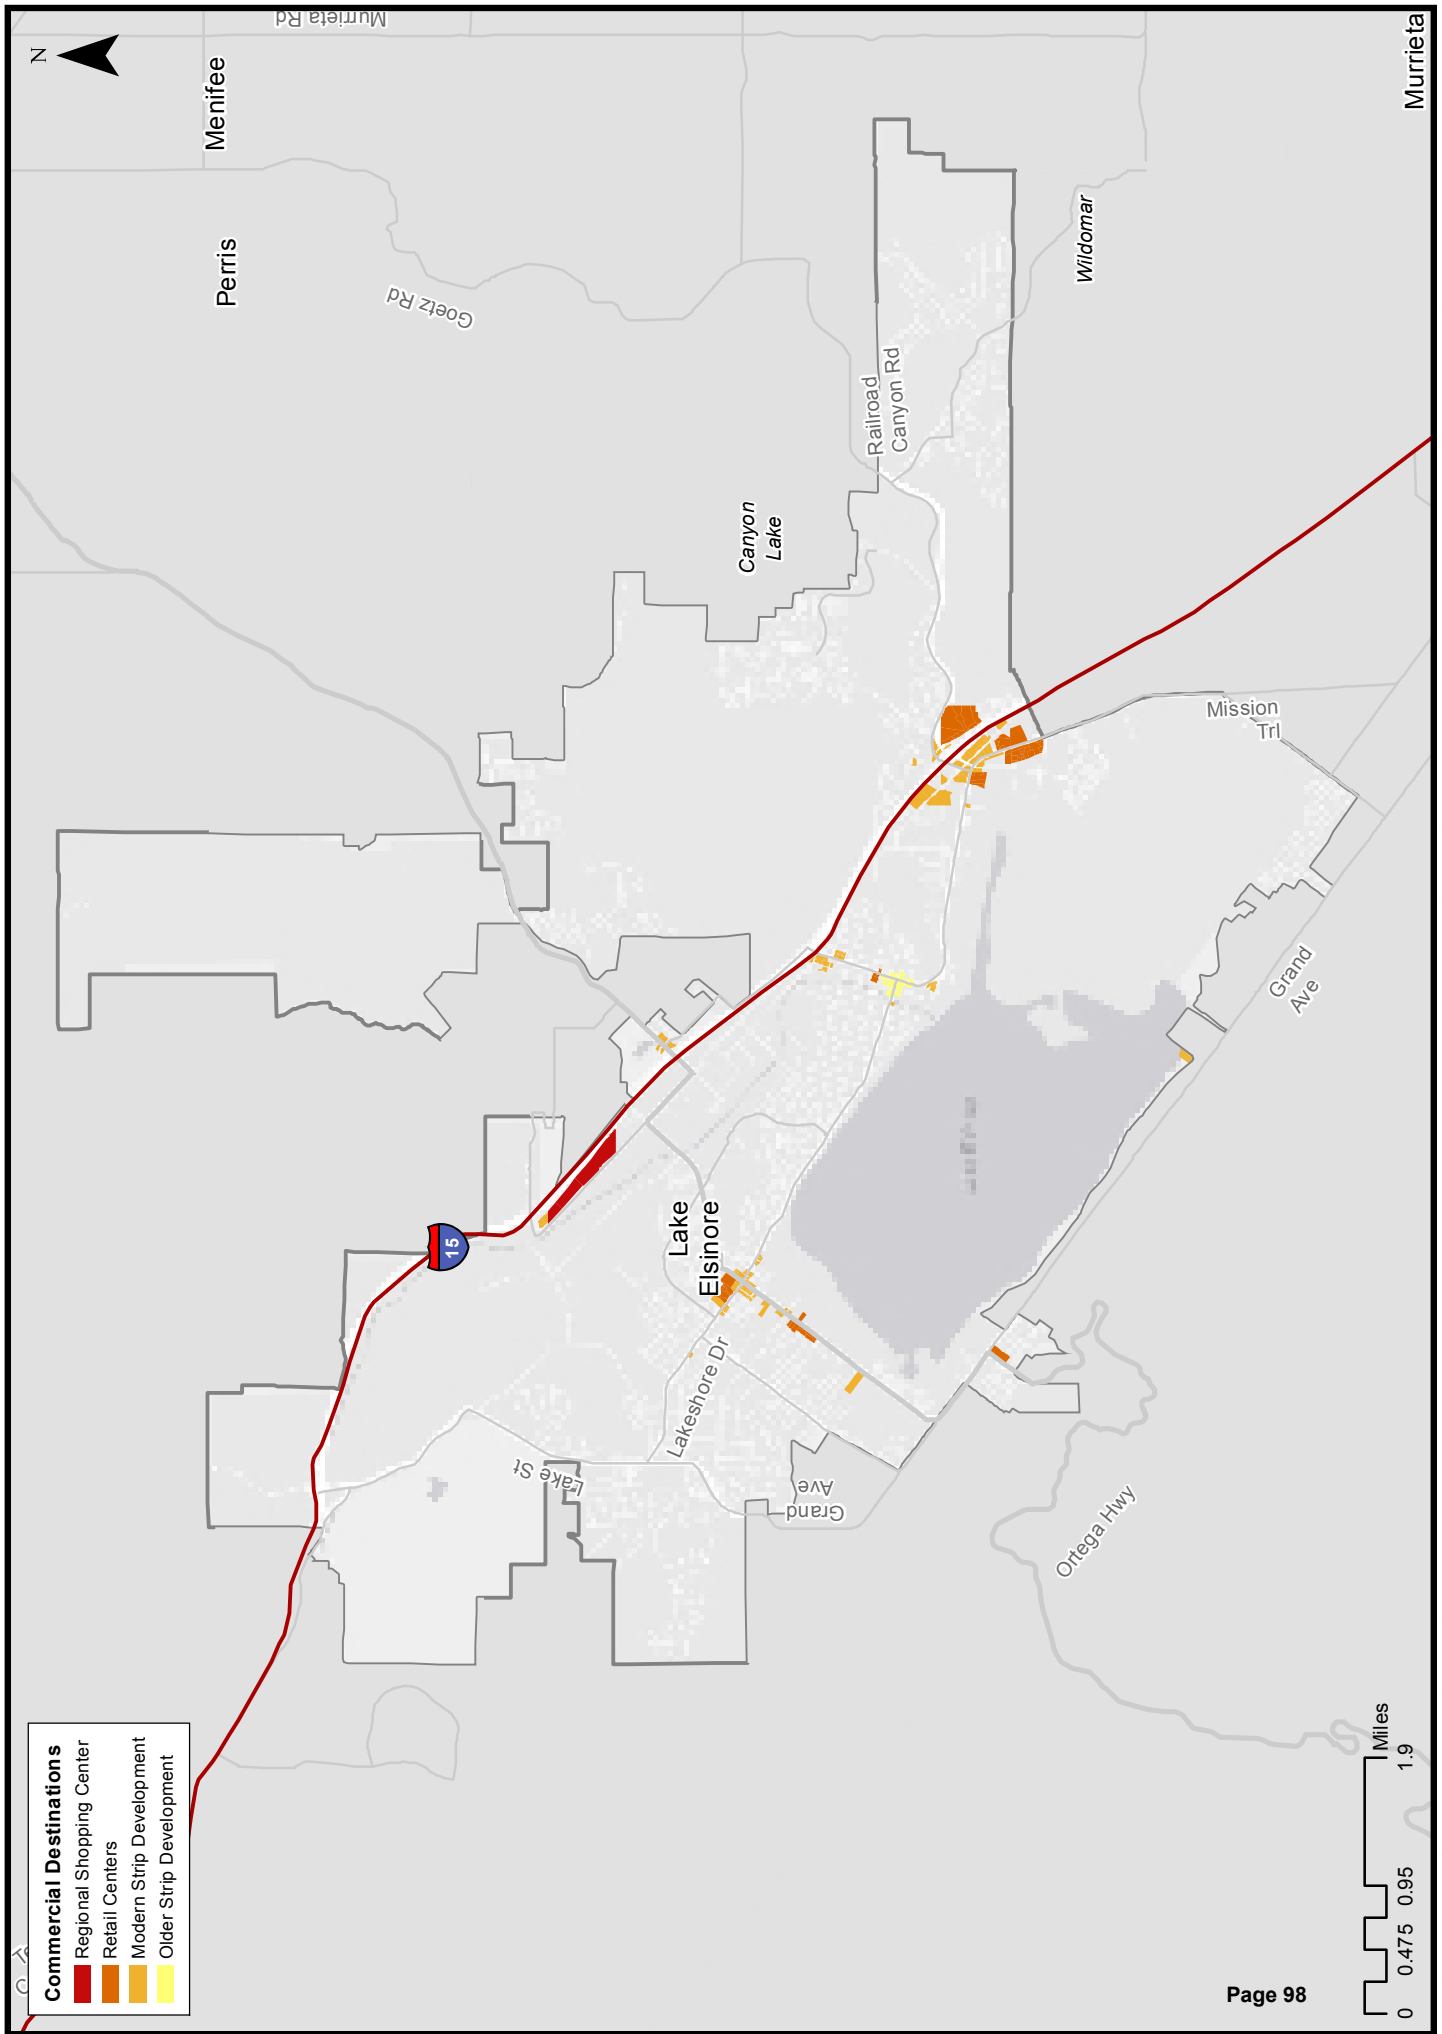 Commercial Destinations
Regional Shopping Center
Retail Centers
Modern Strip Development
Older Strip Development
N
Menifee
Murrieta Rd
Perris
Goetz Rd
Murrieta
Wildomar
Railroad
Canyon Rd
Canyon
Lake
Mission
Trl
Grand
Ave
15
Lake
Elsinore
Lakeshore Dr
Lake St
Grand
Ave
Ortega Hwy
Page 98
0 0.475 0.95 1.9
Miles